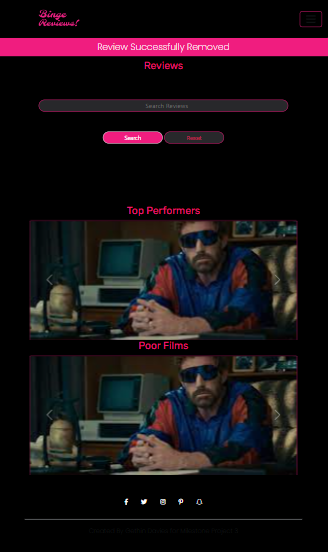 Binge
Reviews!
Review Successfully Removed
Reviews
Search Reviews
Search
Reset
Top Performers
Poor Films